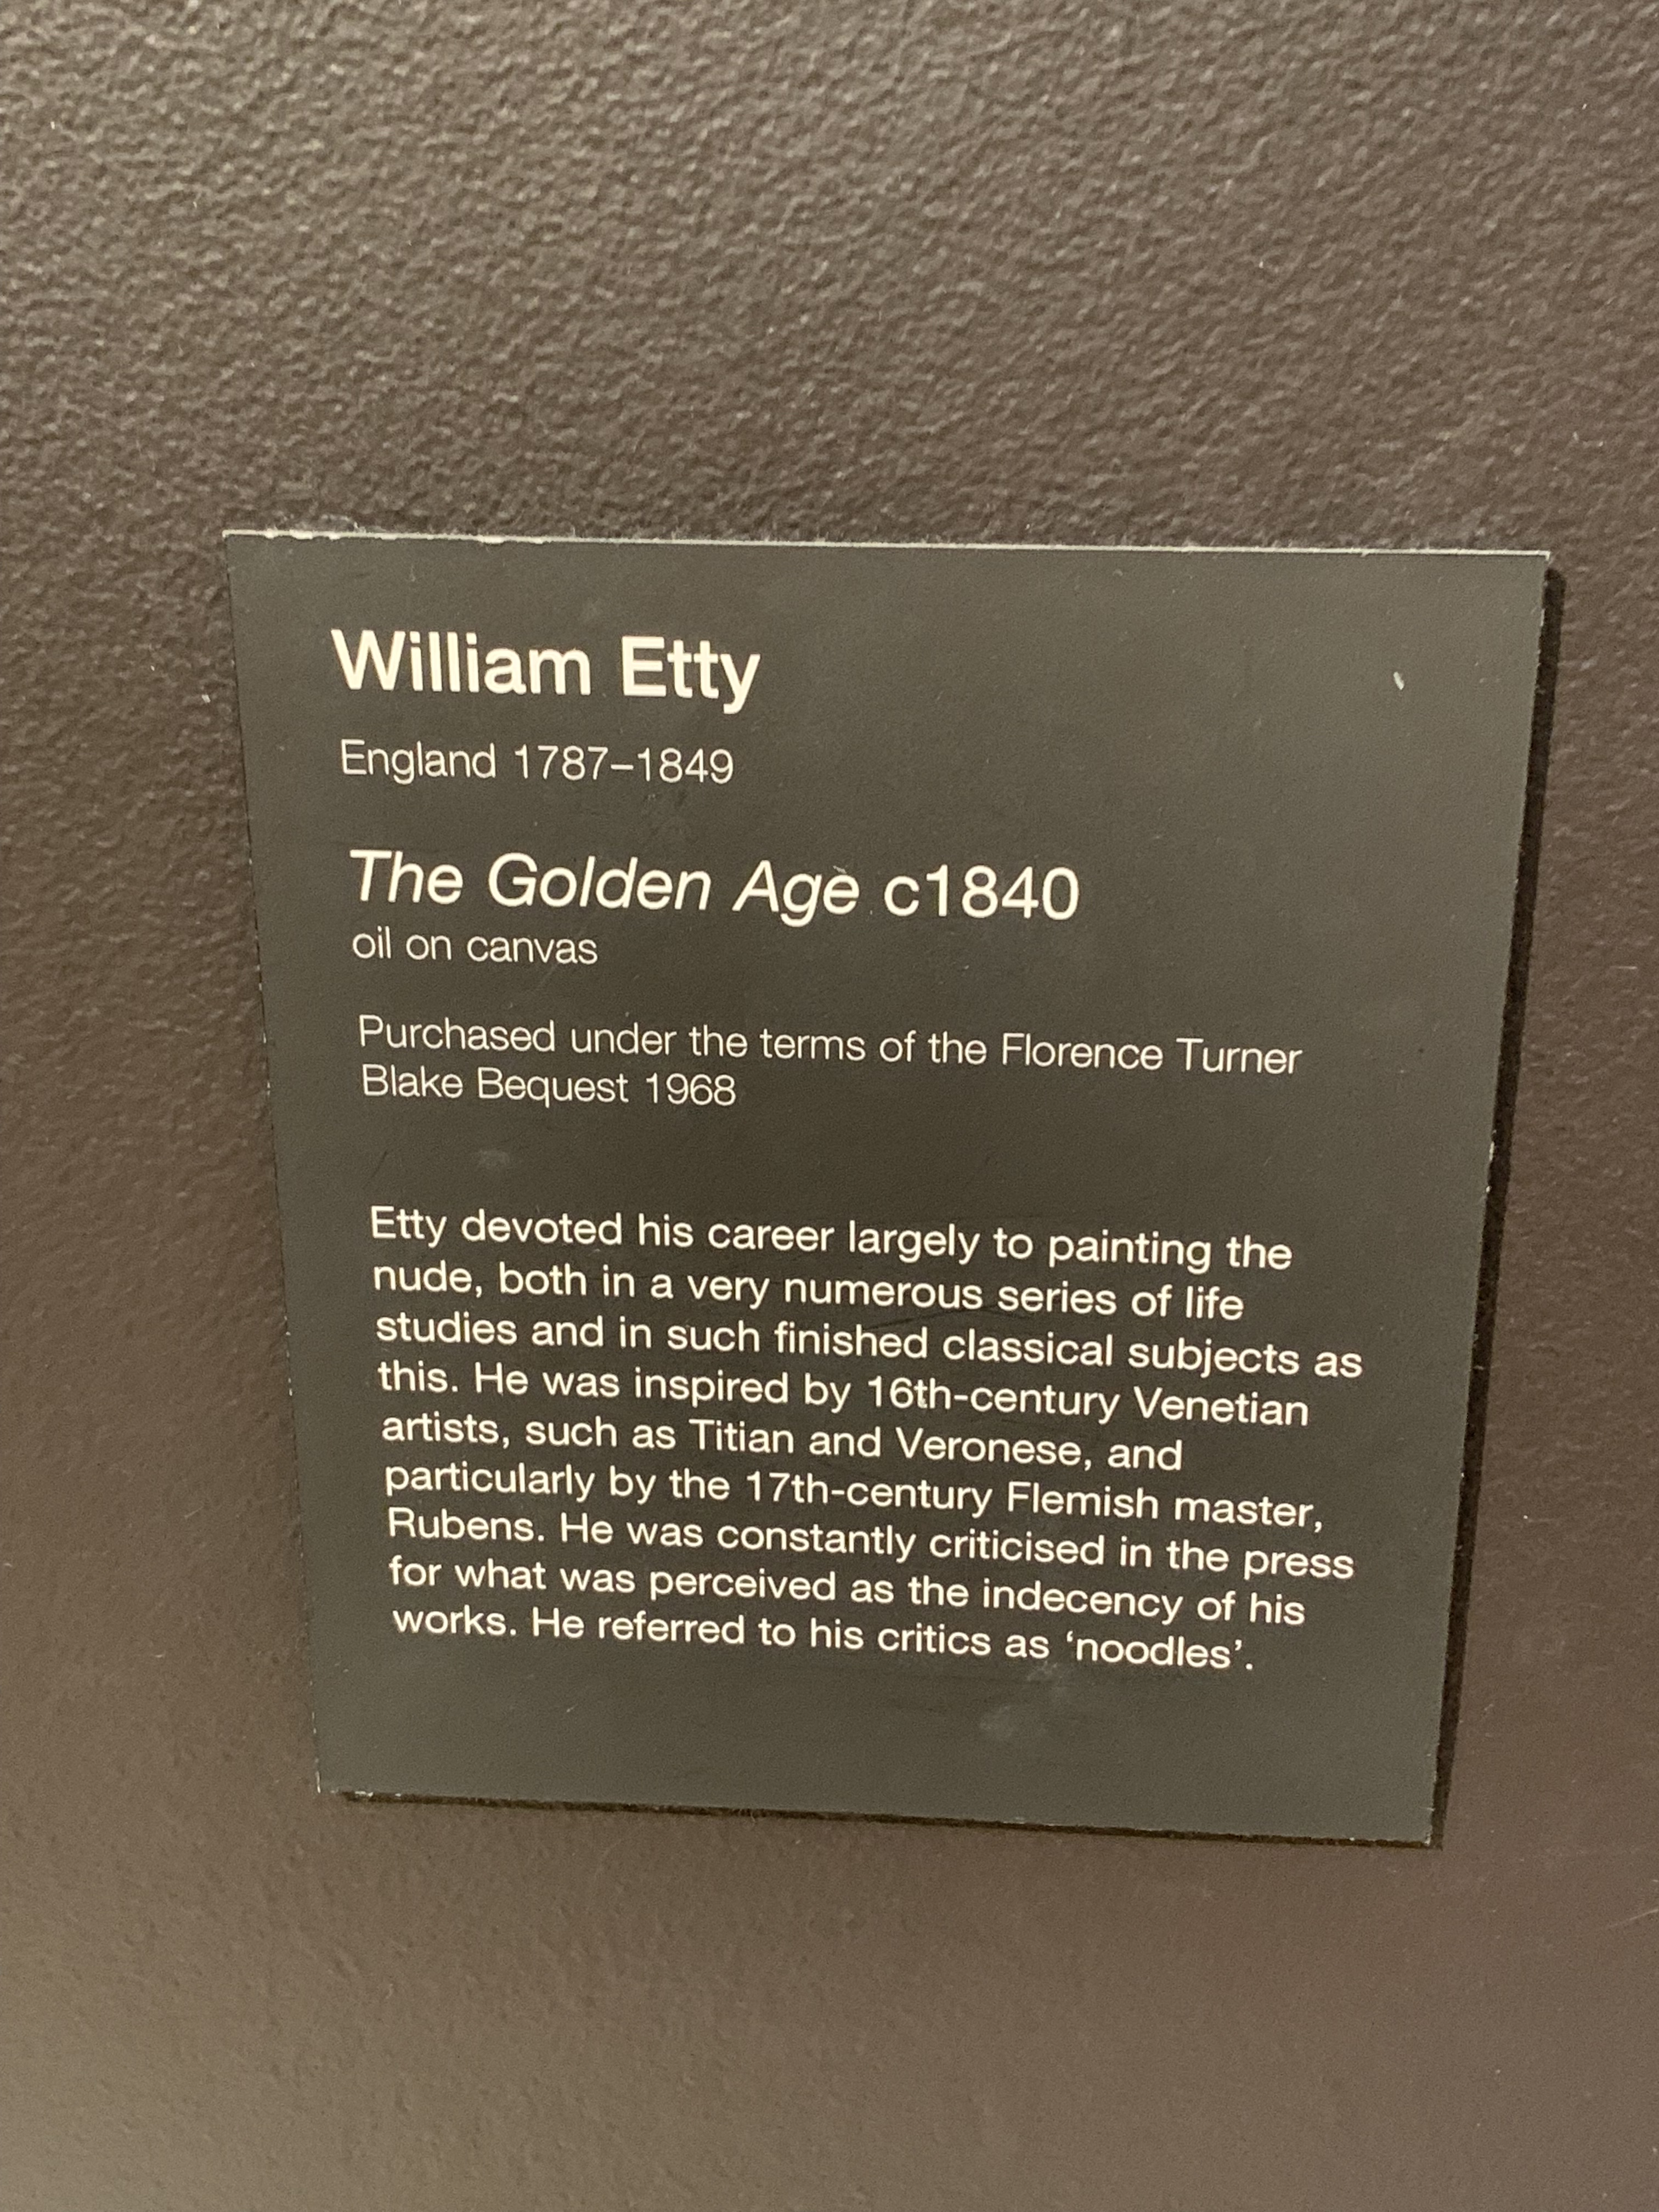 William Etty
England 1787–1849
The Golden Age c1840
oil on canvas
Purchased under the terms of the Florence Turner
Blake Bequest 1968
Etty devoted his career largely to painting the
nude, both in a very numerous series of life
studies and in such finished classical subjects as
this. He was inspired by 16th-century Venetian
artists, such as Titian and Veronese, and
particularly by the 17th-century Flemish master,
Rubens. He was constantly criticised in the press
for what was perceived as the indecency of his
works. He referred to his critics as ‘noodles’.